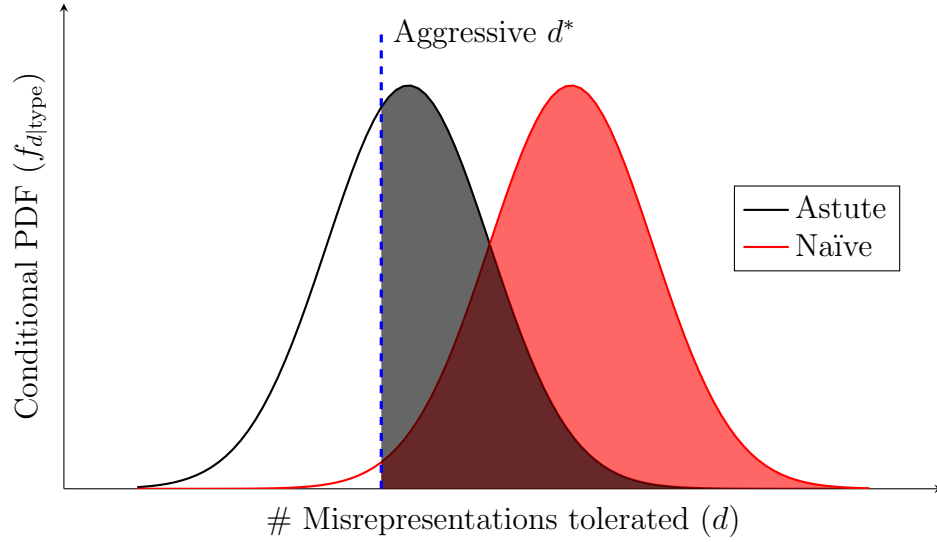 Aggressive d*
Conditional PDF (f_{d|type})
Astute
Naïve
# Misrepresentations tolerated (d)